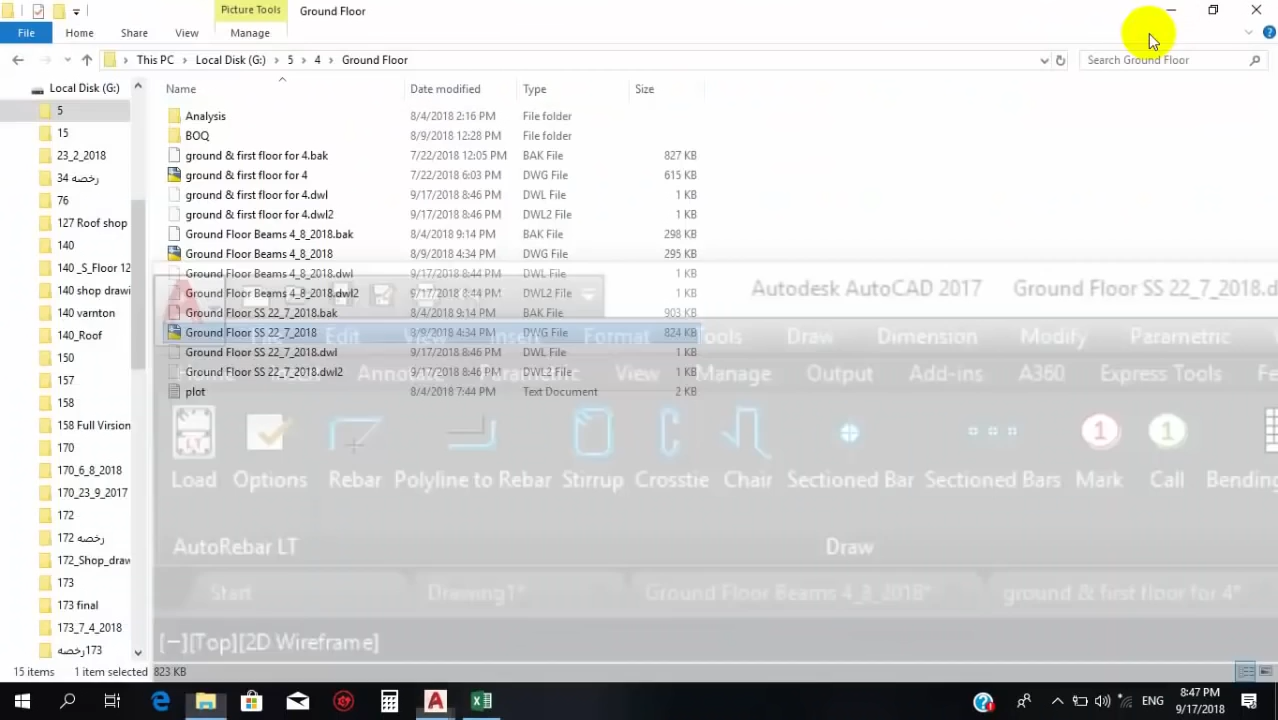 Picture Tools
Ground Floor
File
Home
Share
View
Manage
This PC
Local Disk (G:)
5
4
Ground Floor
Search Ground Floor
Local Disk (G:)
5
15
23_2_2018
34 رخصه
76
127 Roof shop
140
140 _S_Floor 12
140 shop drawi
140 varnton
140_Roof
150
157
158
158 Full Virsion
170
170_6_8_2018
170_23_9_2017
172
172 رخصه
172_Shop_draw
173
173 final
173_7_4_2018
173رخصه
Name Date modified Type Size
Analysis 8/4/2018 2:16 PM File folder
BOQ 8/9/2018 12:28 PM File folder
ground & first floor for 4.bak 7/22/2018 12:05 PM BAK File 827 KB
ground & first floor for 4 7/22/2018 6:03 PM DWG File 615 KB
ground & first floor for 4.dwl 9/17/2018 8:46 PM DWL File 1 KB
ground & first floor for 4.dwl2 9/17/2018 8:46 PM DWL2 File 1 KB
Ground Floor Beams 4_8_2018.bak 8/4/2018 9:14 PM BAK File 298 KB
Ground Floor Beams 4_8_2018 8/9/2018 4:34 PM DWG File 295 KB
Ground Floor Beams 4_8_2018.dwl 9/17/2018 8:44 PM DWL File 1 KB
Ground Floor Beams 4_8_2018.dwl2 9/17/2018 8:44 PM DWL2 File 1 KB
Ground Floor SS 22_7_2018.bak 8/4/2018 9:14 PM BAK File 903 KB
Ground Floor SS 22_7_2018 8/9/2018 4:34 PM DWG File 824 KB
Ground Floor SS 22_7_2018.dwl 9/17/2018 8:46 PM DWL File 1 KB
Ground Floor SS 22_7_2018.dwl2 9/17/2018 8:46 PM DWL2 File 1 KB
plot 8/4/2018 7:44 PM Text Document 2 KB
Autodesk AutoCAD 2017 Ground Floor SS 22_7_2018.d
Edit View Insert Format Tools Draw Dimension Modify Parametric
Home Annotate Parametric View Manage Output Add-ins A360 Express Tools Fe
Load Options Rebar Polyline to Rebar Stirrup Crosstie Chair Sectioned Bar Sectioned Bars Mark Call Bending
AutoRebar LT Draw
Start Drawing1* Ground Floor Beams 4_8_2018* ground & first floor for 4*
[−][Top][2D Wireframe]
15 items 1 item selected 823 KB
ENG
8:47 PM
9/17/2018